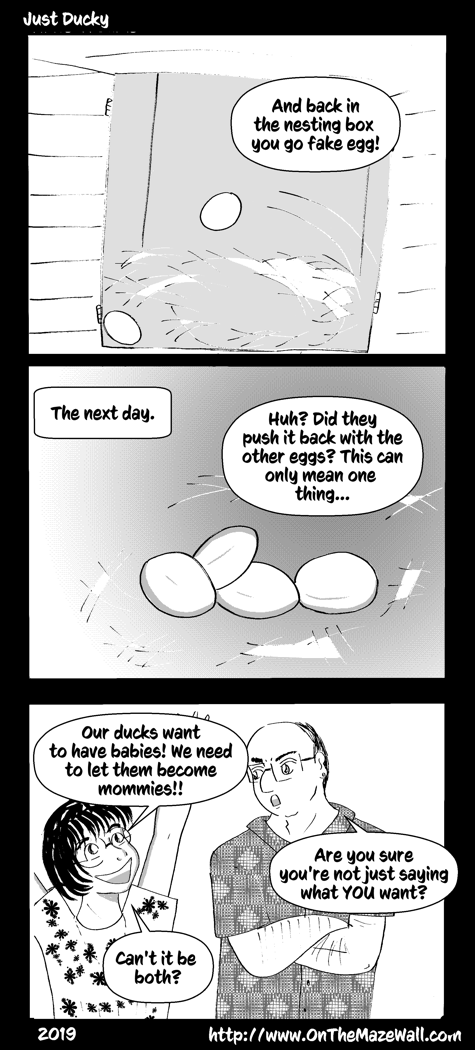 Just Ducky
And back in
the nesting box
you go fake egg!
The next day.
Huh? Did they
push it back with the
other eggs? This can
only mean one
thing...
Our ducks want
to have babies! We need
to let them become
mommies!!
Are you sure
you're not just saying
what YOU want?
Can't it be
both?
2019
http://www.OnTheMazeWall.com